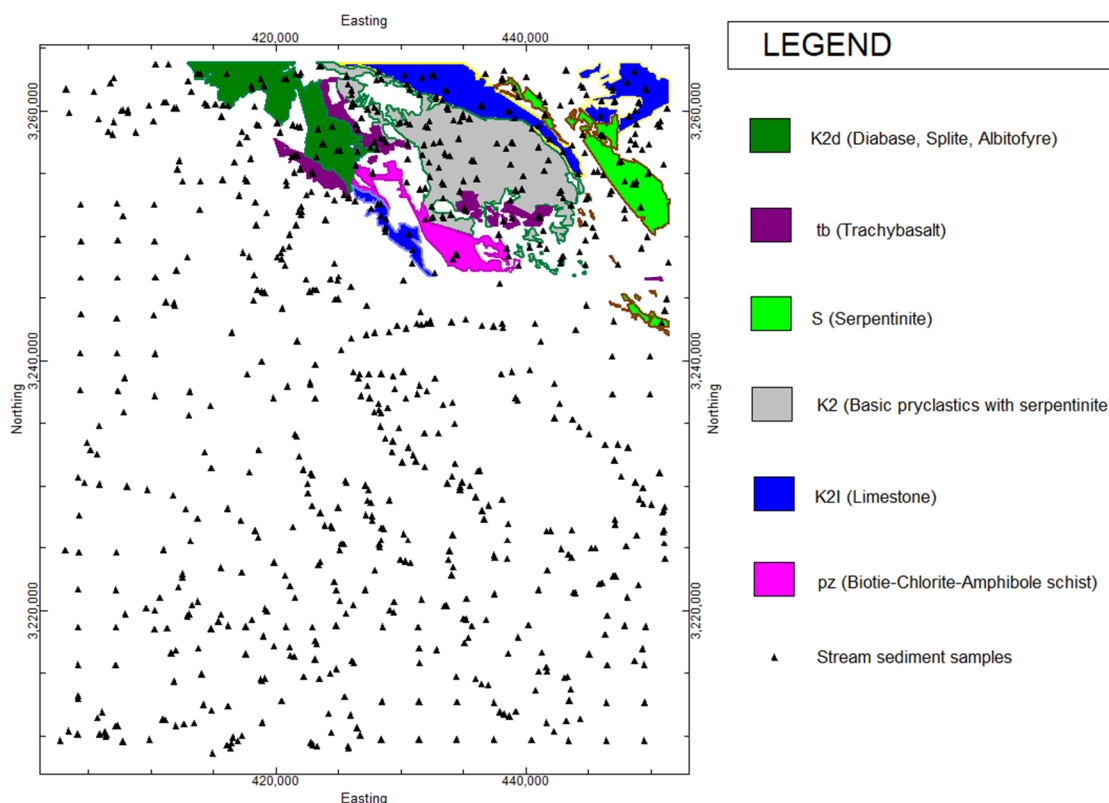 Easting
420,000
440,000
LEGEND
3,260,000
3,260,000
K2d (Diabase, Splite, Albitofyre)
tb (Trachybasalt)
S (Serpentinite)
3,240,000
3,240,000
Northing
Northing
K2 (Basic pryclastics with serpentinite)
K2l (Limestone)
pz (Biotie-Chlorite-Amphibole schist)
3,220,000
3,220,000
Stream sediment samples
420,000
440,000
Easting